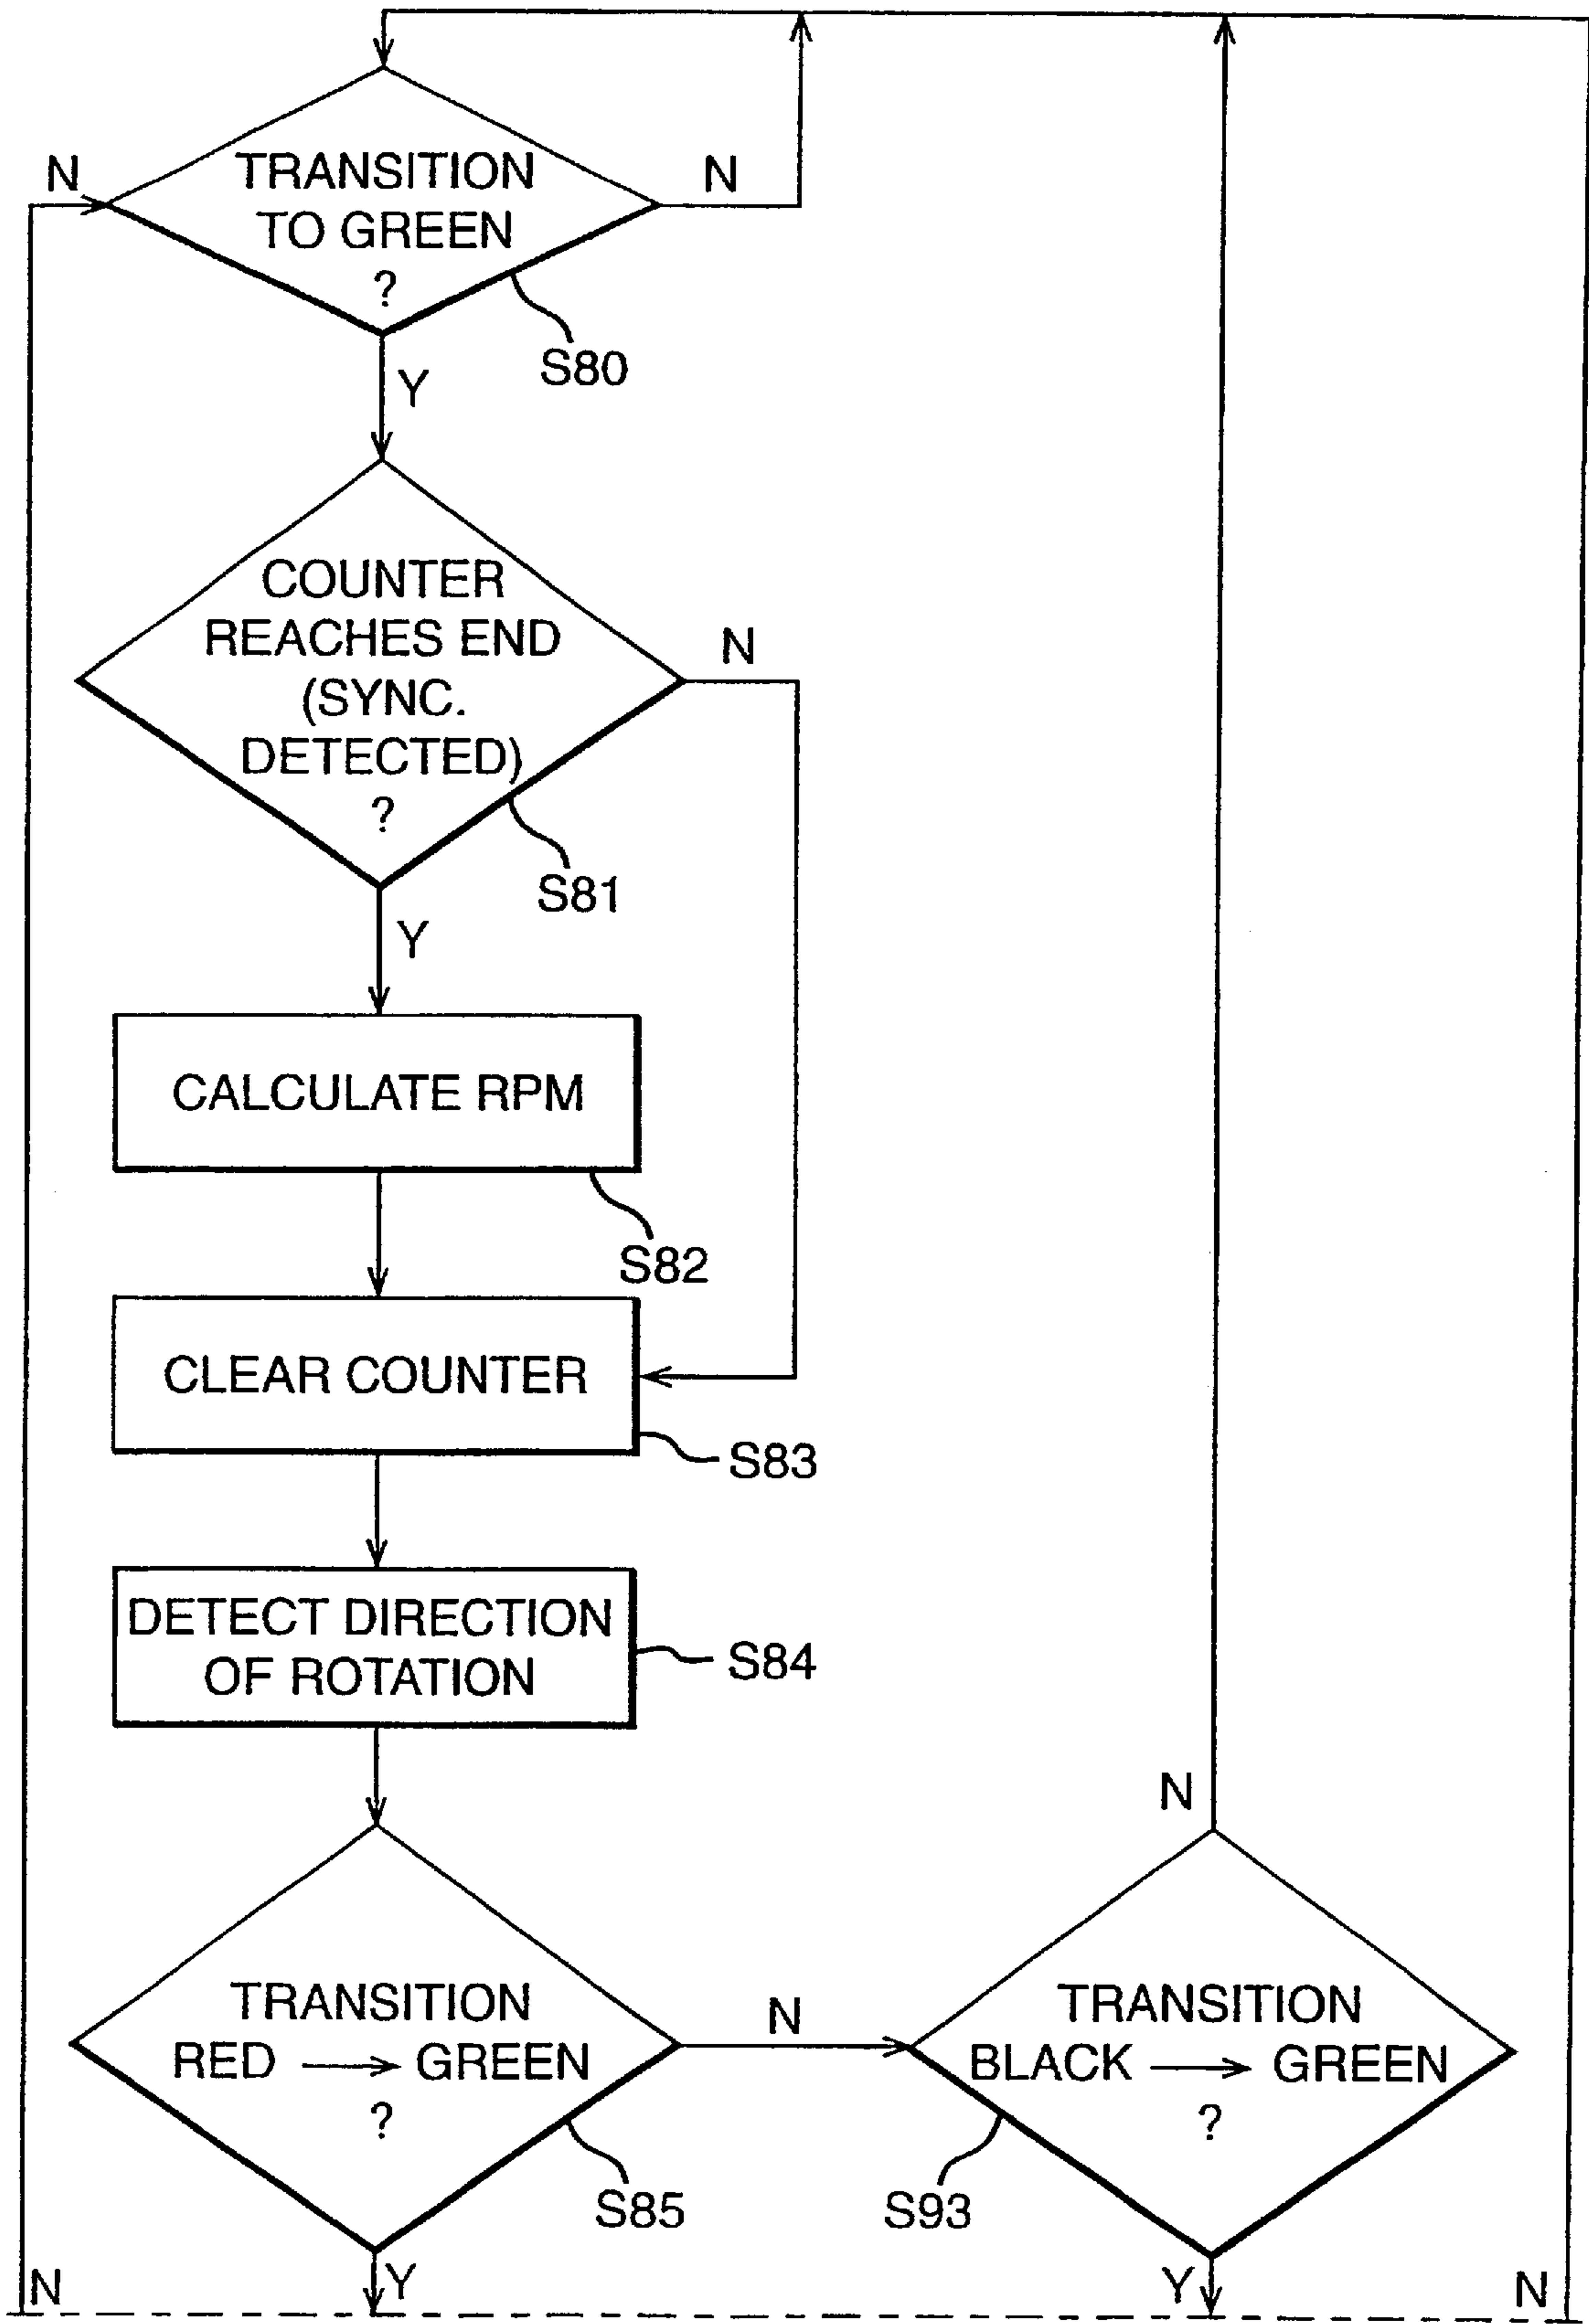 N
TRANSITION
TO GREEN
?
N
S80
Y
COUNTER
REACHES END
(SYNC.
DETECTED)
?
N
S81
Y
CALCULATE RPM
S82
CLEAR COUNTER
S83
DETECT DIRECTION
OF ROTATION
S84
TRANSITION
RED → GREEN
?
N
S85
N
TRANSITION
BLACK → GREEN
?
S93
N
Y
Y
N